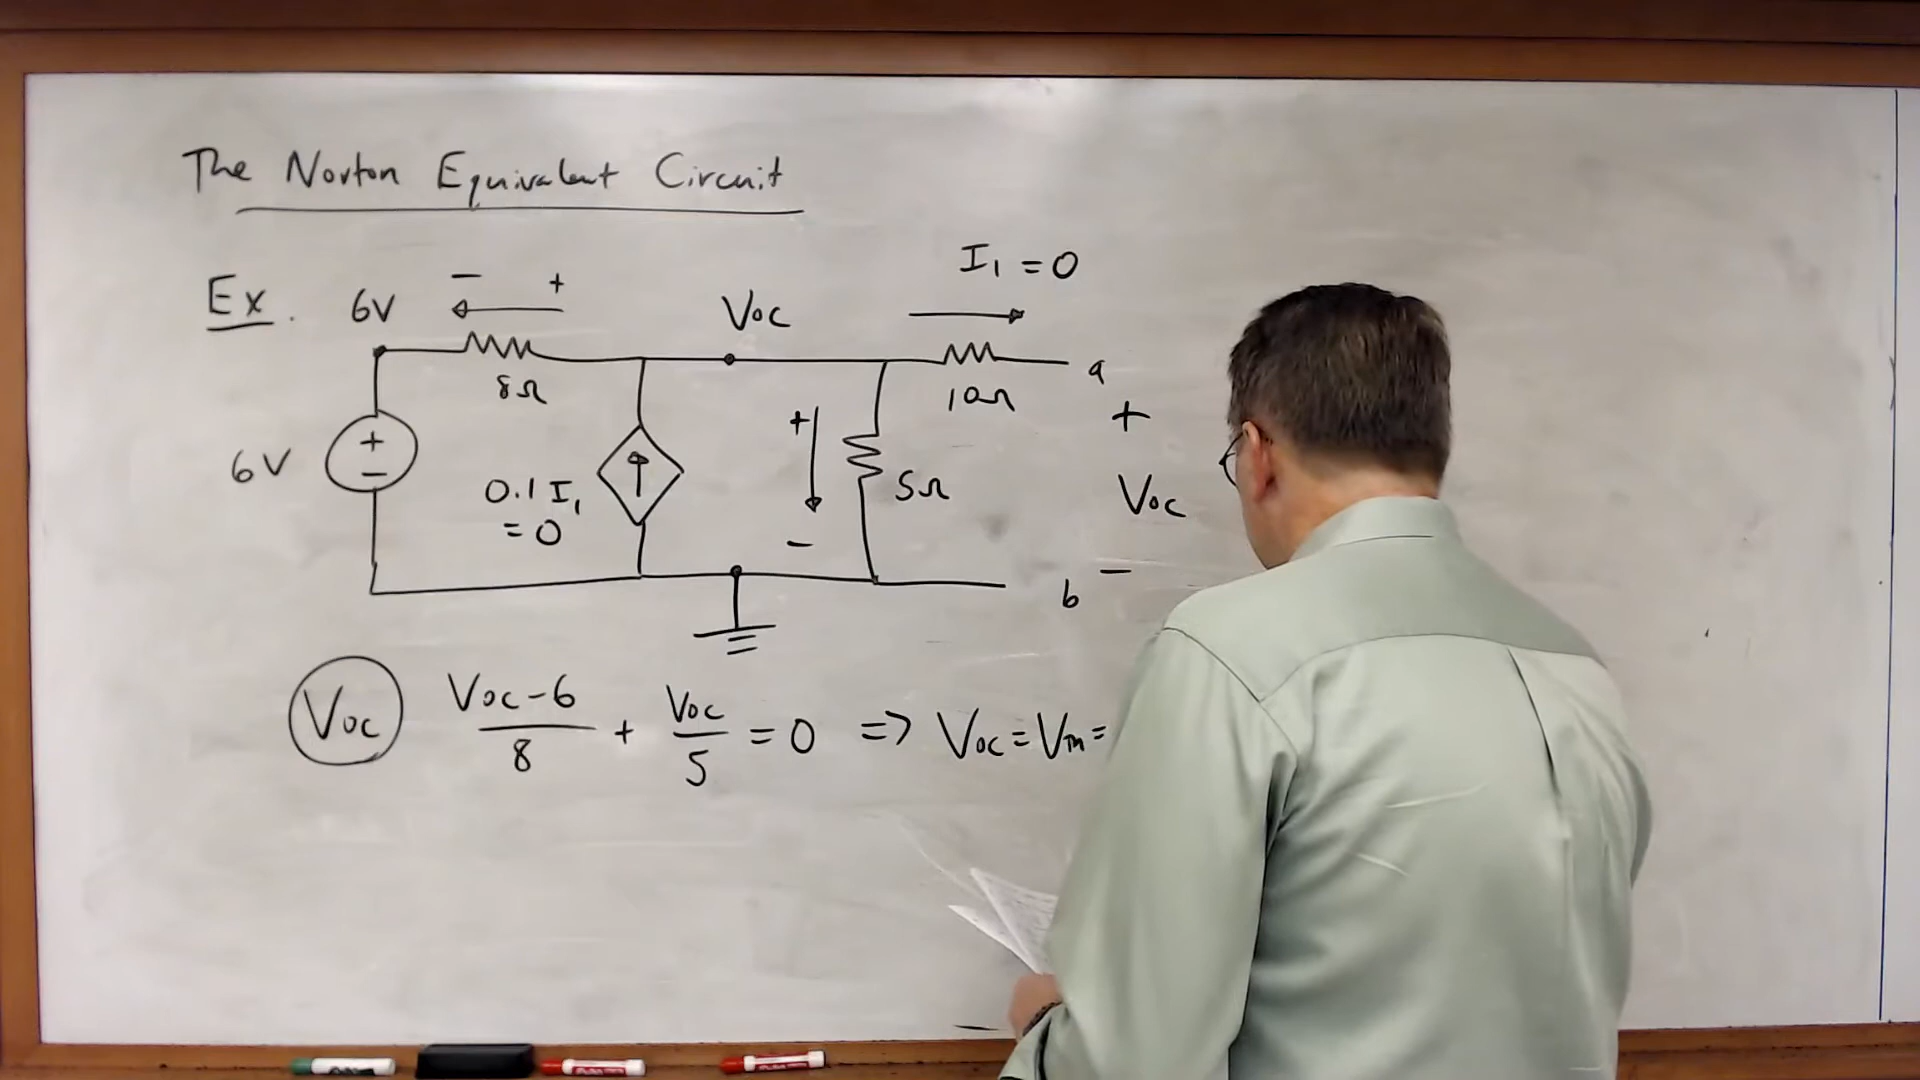 The Norton Equivalent Circuit
Ex. 6V - + Voc I₁ = 0
8Ω 10Ω a
+ +
6V + - 0.1 I₁ = 0 5Ω Voc
- b -
Voc (Voc-6)/8 + Voc/5 = 0 => Voc = VTh =